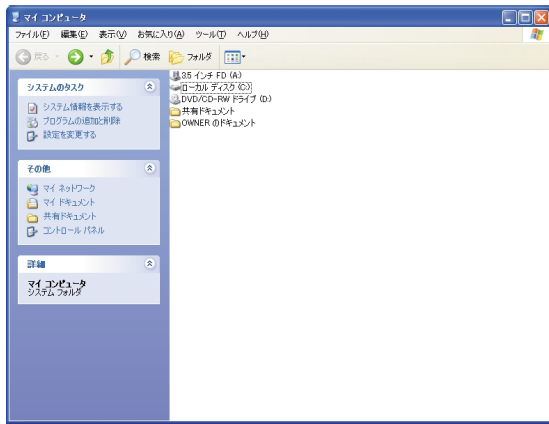 マイ コンピュータ
ファイル(F) 編集(E) 表示(V) お気に入り(A) ツール(T) ヘルプ(H)
戻る 検索 フォルダ
システムのタスク
システム情報を表示する
プログラムの追加と削除
設定を変更する
その他
マイ ネットワーク
マイ ドキュメント
共有ドキュメント
コントロール パネル
詳細
マイ コンピュータ
システム フォルダ
3.5 インチ FD (A:)
ローカル ディスク (C:)
DVD/CD-RW ドライブ (D:)
共有ドキュメント
OWNER のドキュメント